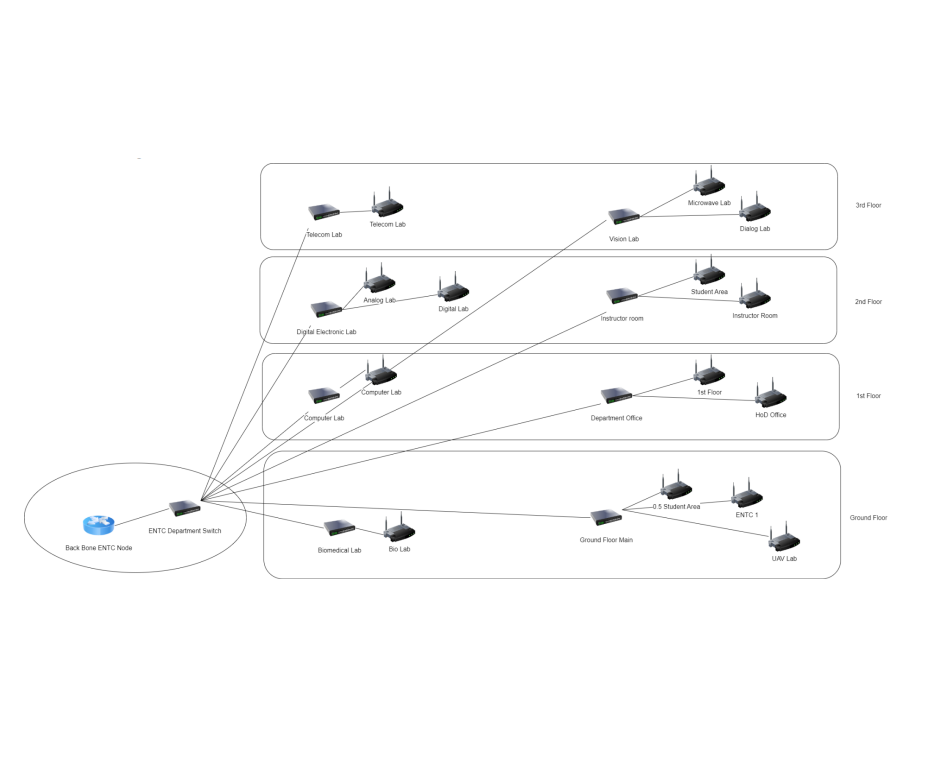 Microwave Lab
3rd Floor
Telecom Lab
Dialog Lab
Telecom Lab
Vision Lab
Student Area
Analog Lab
2nd Floor
Digital Lab
Instructor Room
Instructor room
Digital Electronic Lab
Computer Lab
1st Floor
1st Floor
HoD Office
Computer Lab
Department Office
0.5 Student Area
ENTC 1
Ground Floor
ENTC Department Switch
Ground Floor Main
Back Bone ENTC Node
Biomedical Lab
Bio Lab
UAV Lab